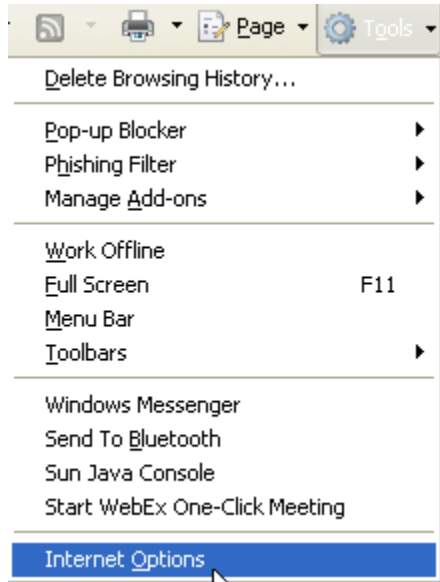 Page Tools
Delete Browsing History...
Pop-up Blocker
Phishing Filter
Manage Add-ons
Work Offline
Full Screen F11
Menu Bar
Toolbars
Windows Messenger
Send To Bluetooth
Sun Java Console
Start WebEx One-Click Meeting
Internet Options